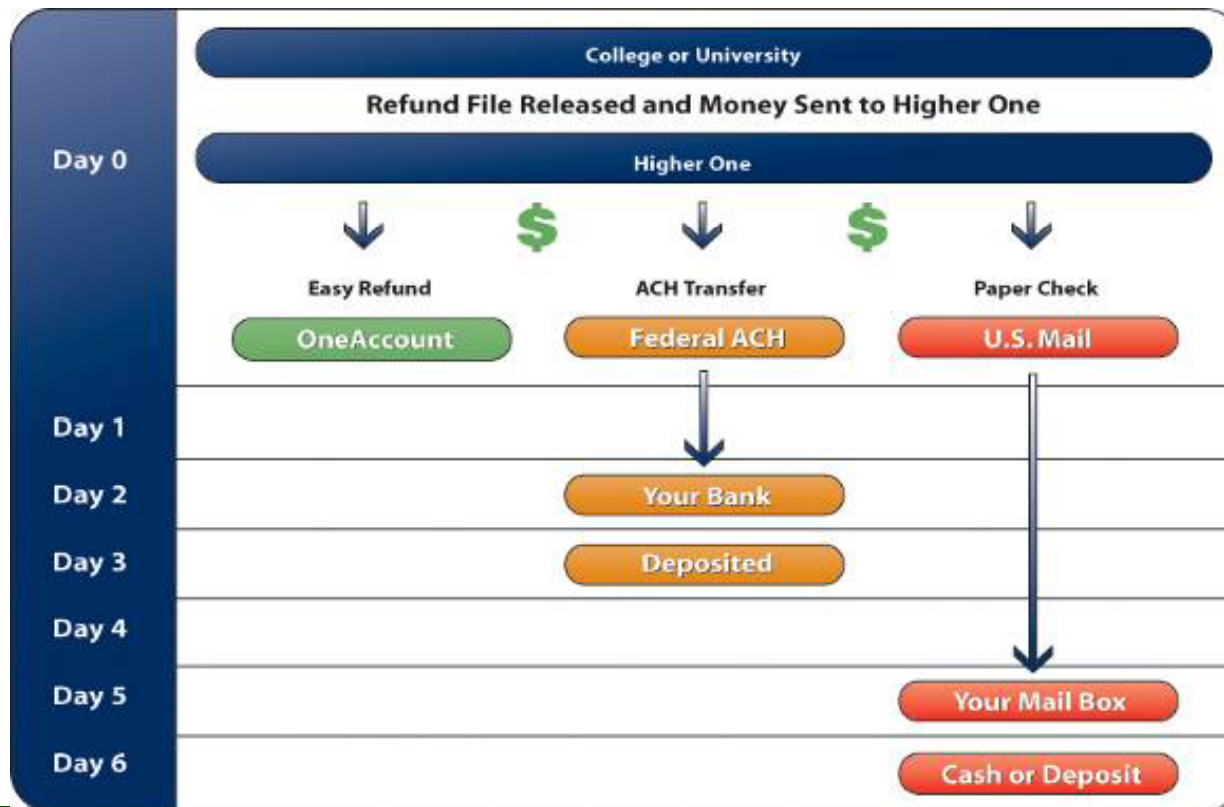 College or University
Refund File Released and Money Sent to Higher One
Day 0
Higher One
$ $
Easy Refund ACH Transfer Paper Check
OneAccount Federal ACH U.S. Mail
Day 1
Day 2 Your Bank
Day 3 Deposited
Day 4
Day 5 Your Mail Box
Day 6 Cash or Deposit